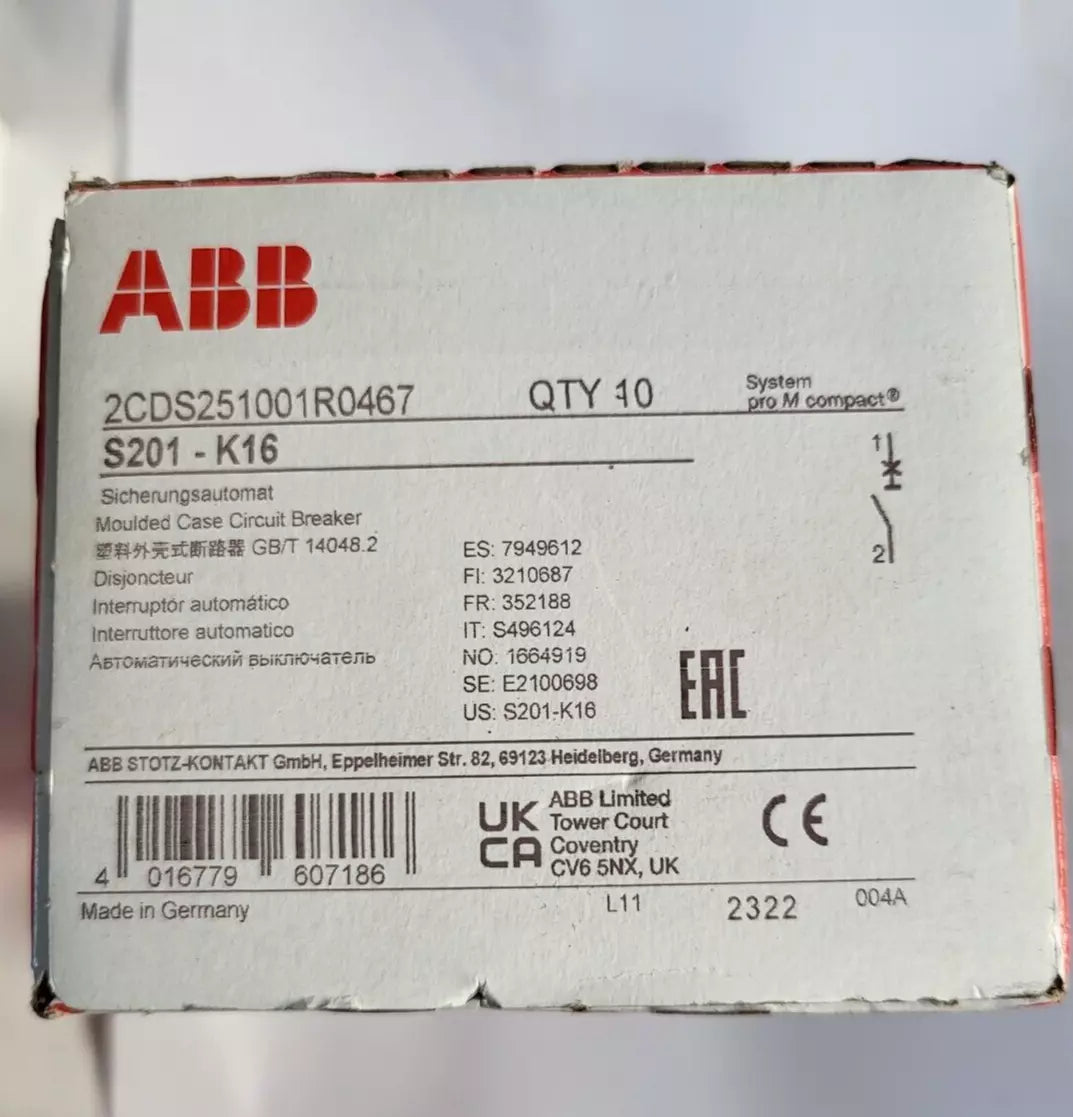 ABB
2CDS251001R0467
QTY 10
System
pro M compact®
S201 - K16
1
2
Sicherungsautomat
Moulded Case Circuit Breaker
塑料外壳式断路器 GB/T 14048.2
Disjoncteur
Interruptor automático
Interruttore automatico
Автоматический выключатель
ES: 7949612
FI: 3210687
FR: 352188
IT: S496124
NO: 1664919
SE: E2100698
US: S201-K16
EAC
ABB STOTZ-KONTAKT GmbH, Eppelheimer Str. 82, 69123 Heidelberg, Germany
4 016779 607186
UK
CA
ABB Limited
Tower Court
Coventry
CV6 5NX, UK
CE
Made in Germany
L11
2322
004A